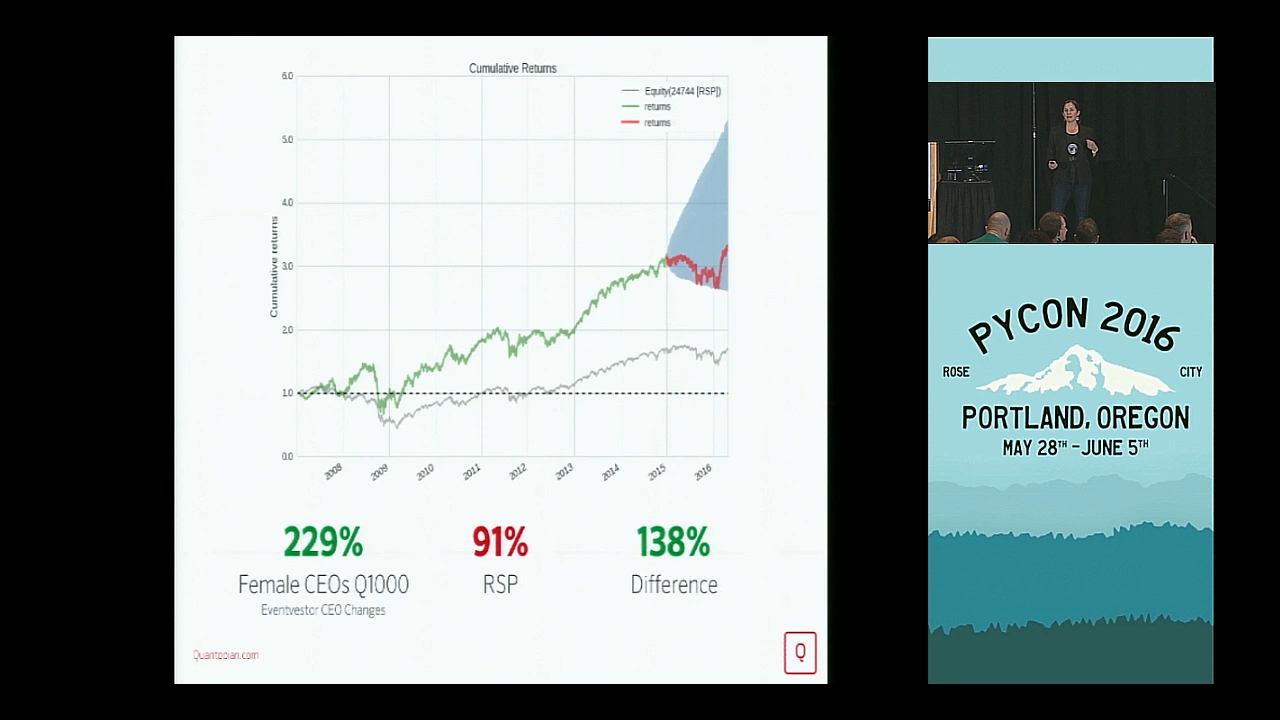 Cumulative Returns
6.0
5.0
4.0
3.0
2.0
1.0
0.0
Cumulative returns
Equity(24744 [RSP])
returns
returns
2008
2009
2010
2011
2012
2013
2014
2015
2016
229%
91%
138%
Female CEOs Q1000
RSP
Difference
Eventvestor CEO Changes
Quantopian.com
Q
PYCON 2016
ROSE
CITY
PORTLAND, OREGON
MAY 28TH - JUNE 5TH